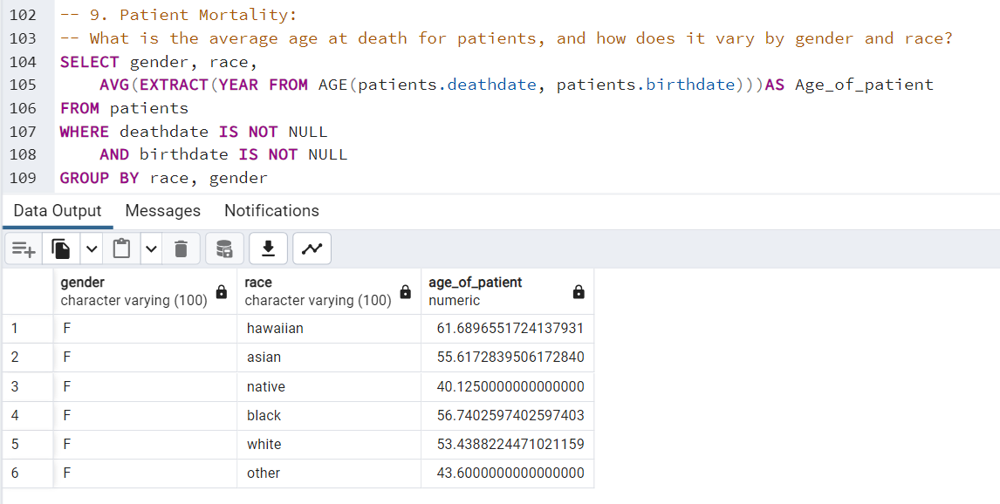 102 -- 9. Patient Mortality:
103 -- What is the average age at death for patients, and how does it vary by gender and race?
104 SELECT gender, race,
105 AVG(EXTRACT(YEAR FROM AGE(patients.deathdate, patients.birthdate)))AS Age_of_patient
106 FROM patients
107 WHERE deathdate IS NOT NULL
108 AND birthdate IS NOT NULL
109 GROUP BY race, gender
Data Output Messages Notifications
gender race age_of_patient
character varying (100) character varying (100) numeric
1 F hawaiian 61.6896551724137931
2 F asian 55.6172839506172840
3 F native 40.1250000000000000
4 F black 56.7402597402597403
5 F white 53.4388224471021159
6 F other 43.6000000000000000